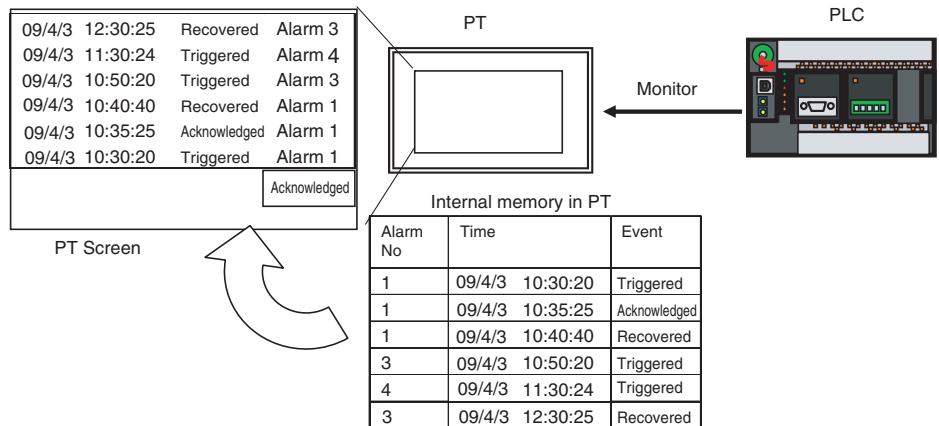 09/4/3 12:30:25 Recovered Alarm 3
09/4/3 11:30:24 Triggered Alarm 4
09/4/3 10:50:20 Triggered Alarm 3
09/4/3 10:40:40 Recovered Alarm 1
09/4/3 10:35:25 Acknowledged Alarm 1
09/4/3 10:30:20 Triggered Alarm 1
Acknowledged
PT Screen
PT
Monitor
PLC
Internal memory in PT
Alarm No Time Event
1 09/4/3 10:30:20 Triggered
1 09/4/3 10:35:25 Acknowledged
1 09/4/3 10:40:40 Recovered
3 09/4/3 10:50:20 Triggered
4 09/4/3 11:30:24 Triggered
3 09/4/3 12:30:25 Recovered